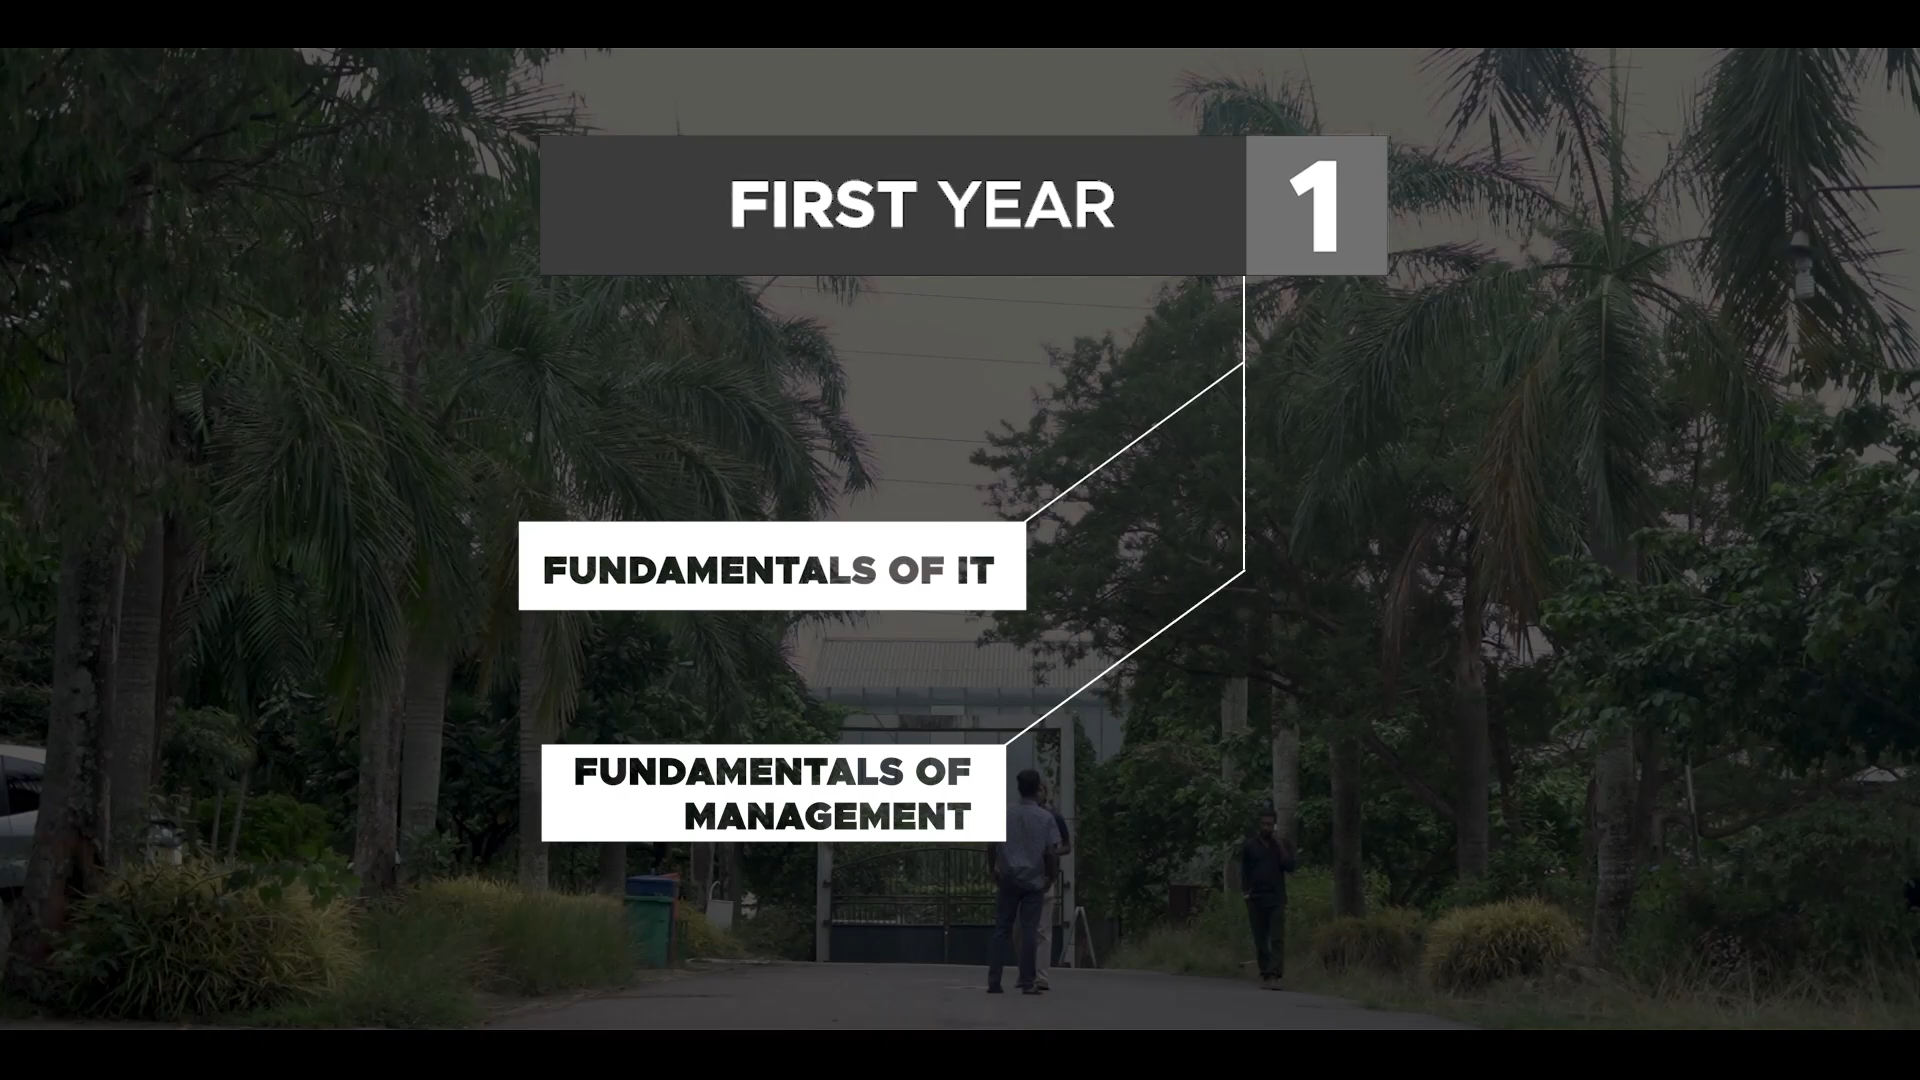 FIRST YEAR 1
FUNDAMENTALS OF IT
FUNDAMENTALS OF
MANAGEMENT